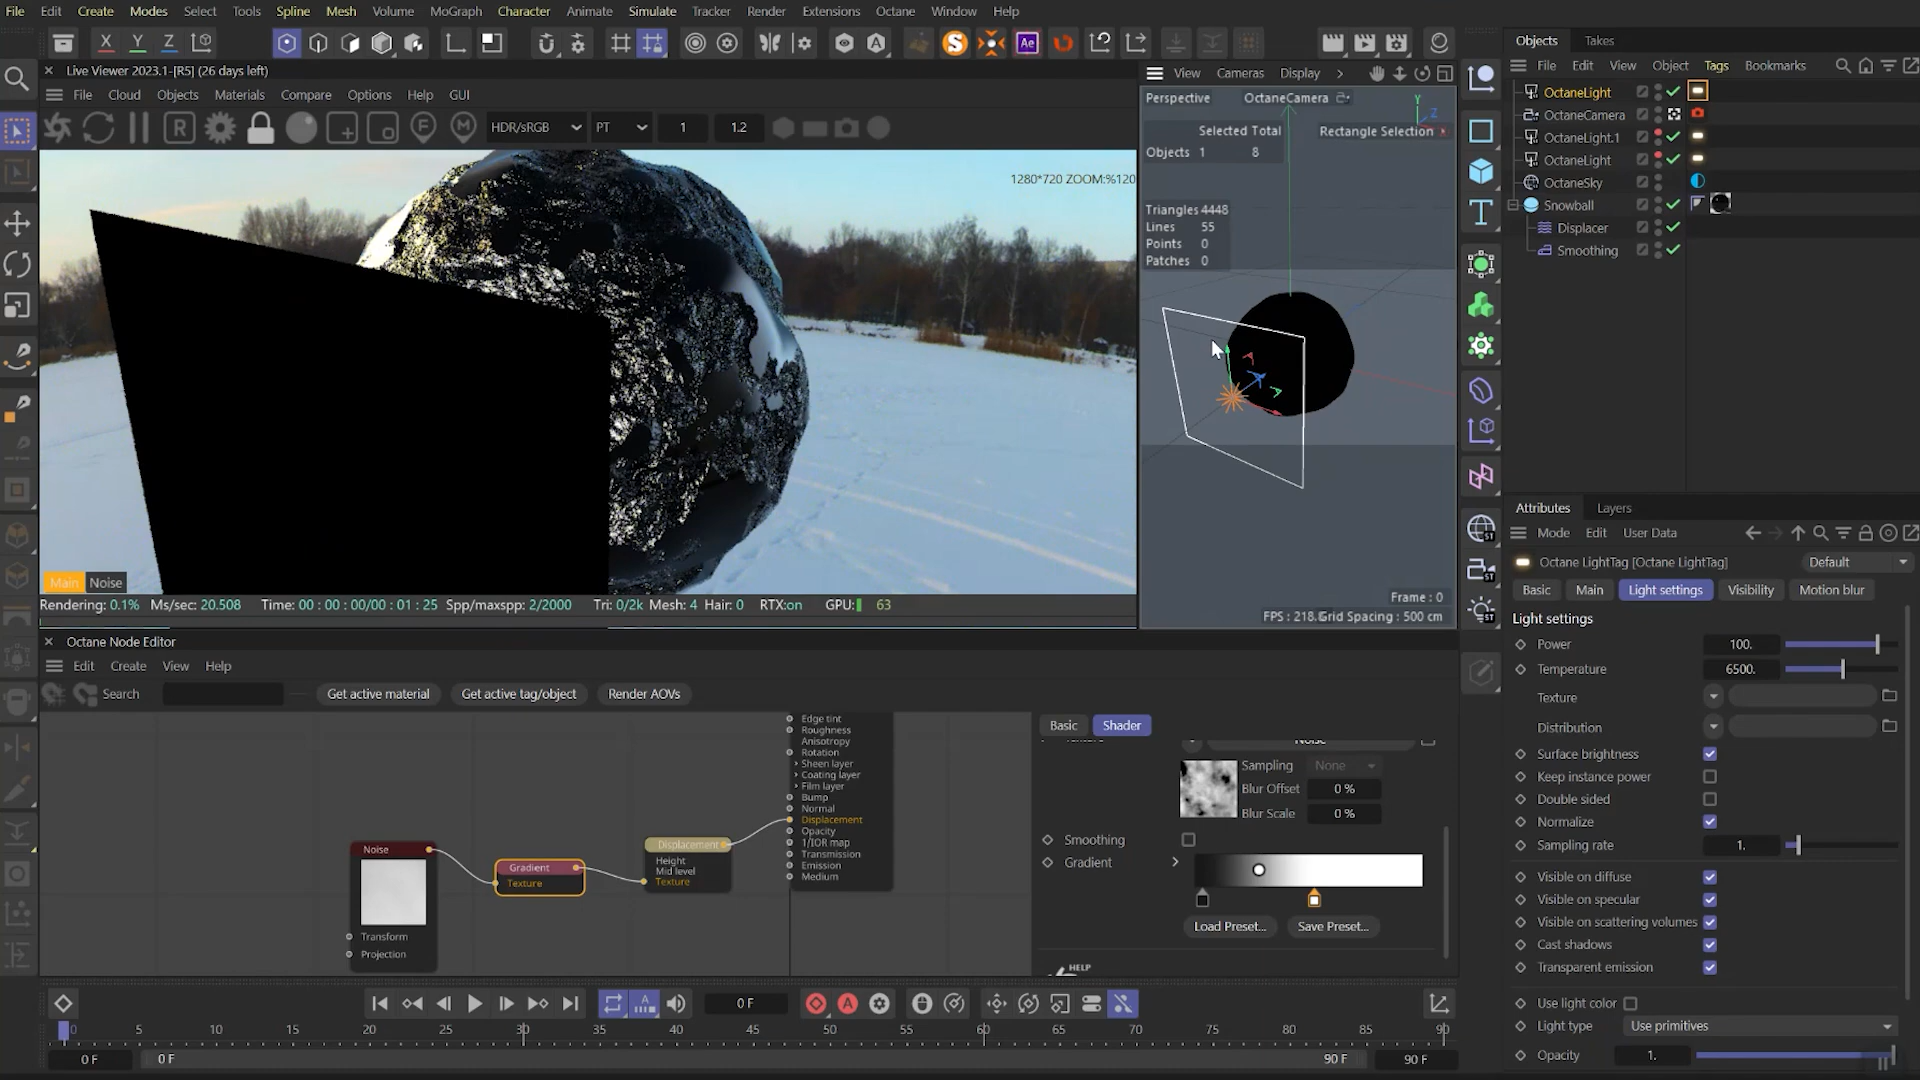 File Edit Create Modes Select Tools Spline Mesh Volume MoGraph Character Animate Simulate Tracker Render Extensions Octane Window Help
X Y Z
Live Viewer 2023.1-[R5] (26 days left)
File Cloud Objects Materials Compare Options Help GUI
HDR/sRGB PT 1 1.2
1280*720 ZOOM:%120
Main Noise
Rendering: 0.1% Ms/sec: 20.508 Time: 00 : 00 : 00/00 : 01 : 25 Spp/maxspp: 2/2000 Tri: 0/2k Mesh: 4 Hair: 0 RTX:on GPU: 63
View Cameras Display
Perspective OctaneCamera
Selected Total
Rectangle Selection
Objects 1 8
Triangles 4448
Lines 55
Points 0
Patches 0
Frame : 0
FPS : 218. Grid Spacing : 500 cm
Octane Node Editor
Edit Create View Help
Search Get active material Get active tag/object Render AOVs
Noise
Transform
Projection
Gradient
Texture
Displacement
Height
Mid level
Texture
Edge tint
Roughness
Anisotropy
Rotation
Sheen layer
Coating layer
Film layer
Bump
Normal
Displacement
Opacity
1/IOR map
Transmission
Emission
Medium
Basic Shader
Sampling None
Blur Offset 0 %
Blur Scale 0 %
Smoothing
Gradient
Load Preset... Save Preset...
HELP
0 F
0 5 10 15 20 25 30 35 40 45 50 55 60 65 70 75 80 85 90
0 F 0 F 90 F 90 F
Objects Takes
File Edit View Object Tags Bookmarks
OctaneLight
OctaneCamera
OctaneLight.1
OctaneLight
OctaneSky
Snowball
Displacer
Smoothing
Attributes Layers
Mode Edit User Data
Octane LightTag [Octane LightTag] Default
Basic Main Light settings Visibility Motion blur
Light settings
Power 100.
Temperature 6500.
Texture
Distribution
Surface brightness
Keep instance power
Double sided
Normalize
Sampling rate 1.
Visible on diffuse
Visible on specular
Visible on scattering volumes
Cast shadows
Transparent emission
Use light color
Light type Use primitives
Opacity 1.